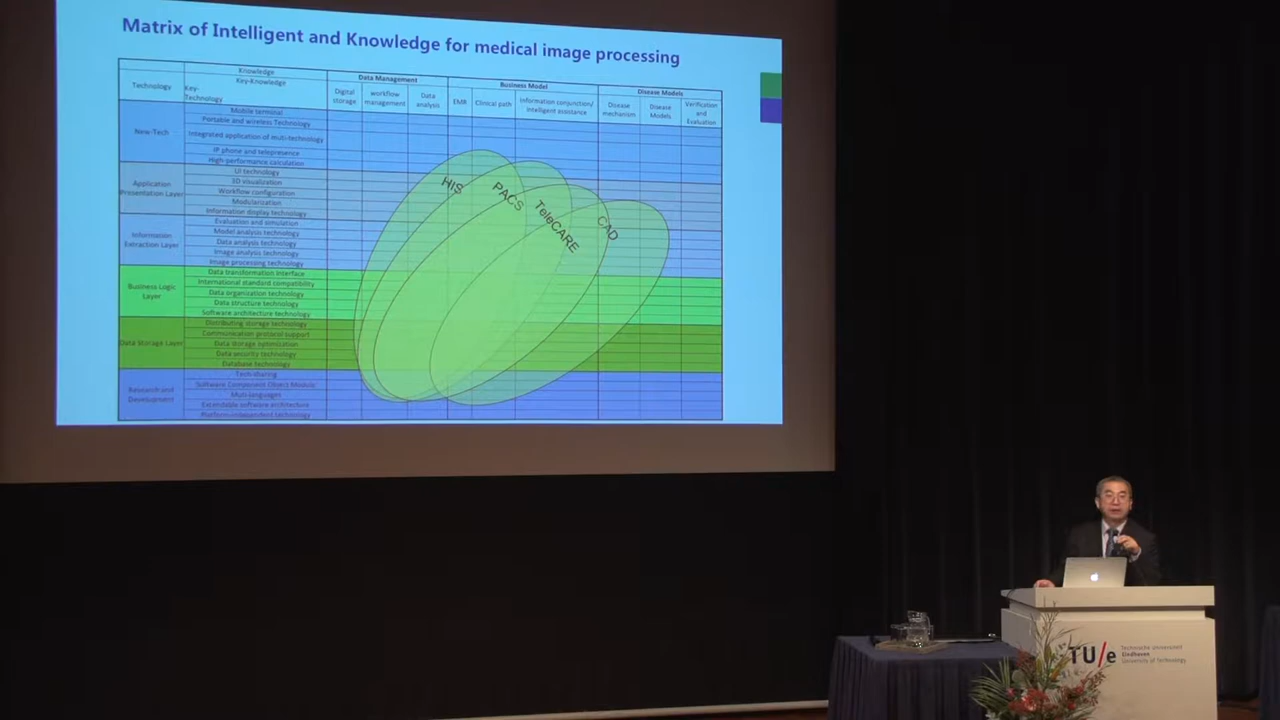 Matrix of Intelligent and Knowledge for medical image processing
Technology
Knowledge
Key-Knowledge
Key-
Technology
Data Management
Business Model
Disease Models
Digital
storage
workflow
management
Data
analysis
EMR
Clinical path
Information conjunction/
Intelligent assistance
Disease
mechanism
Disease
Models
Verification
and
Evaluation
New-Tech
Portable and wireless Technology
Integrated application of muti-technology
IP phone and telepresence
High-performance calculation
Application
Presentation Layer
UI technology
3D visualization
Workflow configuration
Modularization
Information display technology
Information
Extraction Layer
Evaluation and simulation
Model analysis technology
Data analysis technology
Image analysis technology
Image processing technology
Business Logic
Layer
Data transformation Interface
International standard compatibility
Data organization technology
Data structure technology
Software architecture technology
Data Storage Layer
Distributing storage technology
Communication protocol support
Data storage optimization
Data security technology
Database technology
Research and
Development
Tech-sharing
Software Component Object Module
Muti-languages
Extendable software architecture
Platform-independent technology
HIS
PACS
TeleCARE
CAD
TU/e
Technische Universiteit
Eindhoven
University of Technology